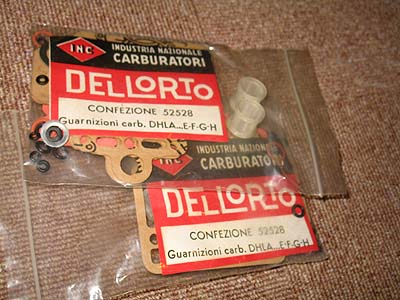 INC
INDUSTRIA NAZIONALE
CARBURATORI
DELLORTO
CONFEZIONE 52528
Guarnizioni carb. DHLA...E-F-G-H
INDUSTRIA NAZIONALE
CARBURATORI
DELLORTO
CONFEZIONE 52528
Guarnizioni carb. DHLA...E-F-G-H